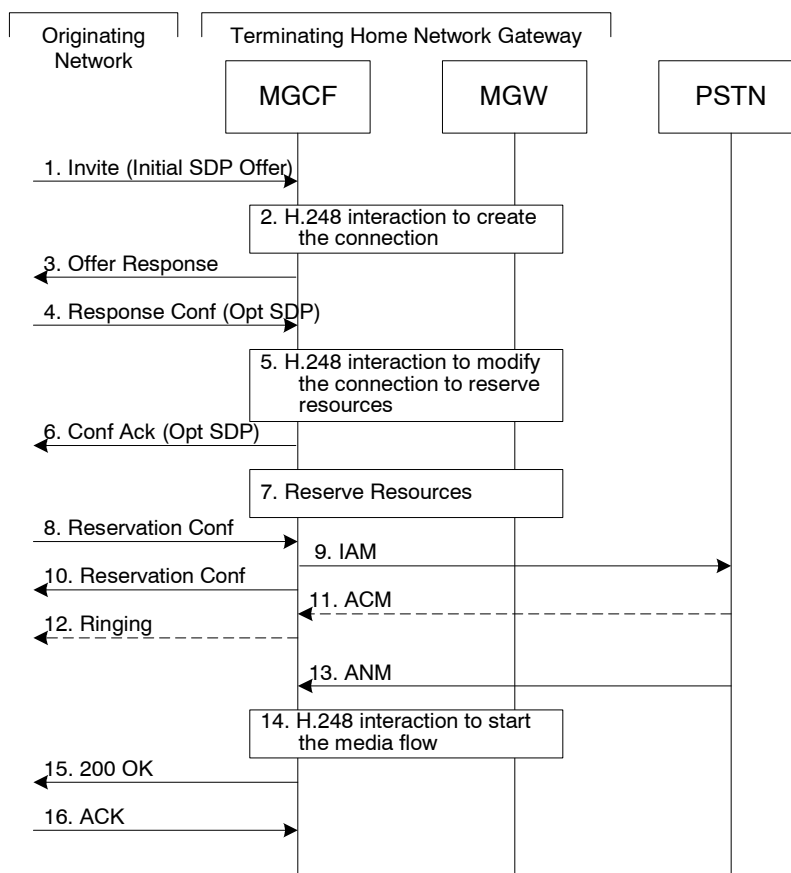 Originating
Network
Terminating Home Network Gateway
MGCF
MGW
PSTN
1. Invite (Initial SDP Offer)
2. H.248 interaction to create
the connection
3. Offer Response
4. Response Conf (Opt SDP)
5. H.248 interaction to modify
the connection to reserve
resources
6. Conf Ack (Opt SDP)
7. Reserve Resources
8. Reservation Conf
9. IAM
10. Reservation Conf
11. ACM
12. Ringing
13. ANM
14. H.248 interaction to start
the media flow
15. 200 OK
16. ACK